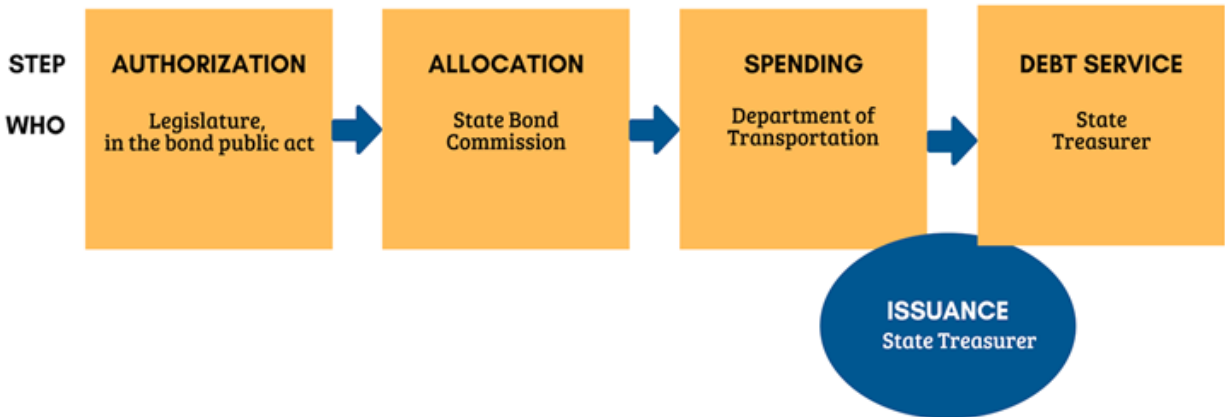 STEP
AUTHORIZATION
ALLOCATION
SPENDING
DEBT SERVICE
WHO
Legislature,
in the bond public act
State Bond
Commission
Department of
Transportation
State
Treasurer
ISSUANCE
State Treasurer